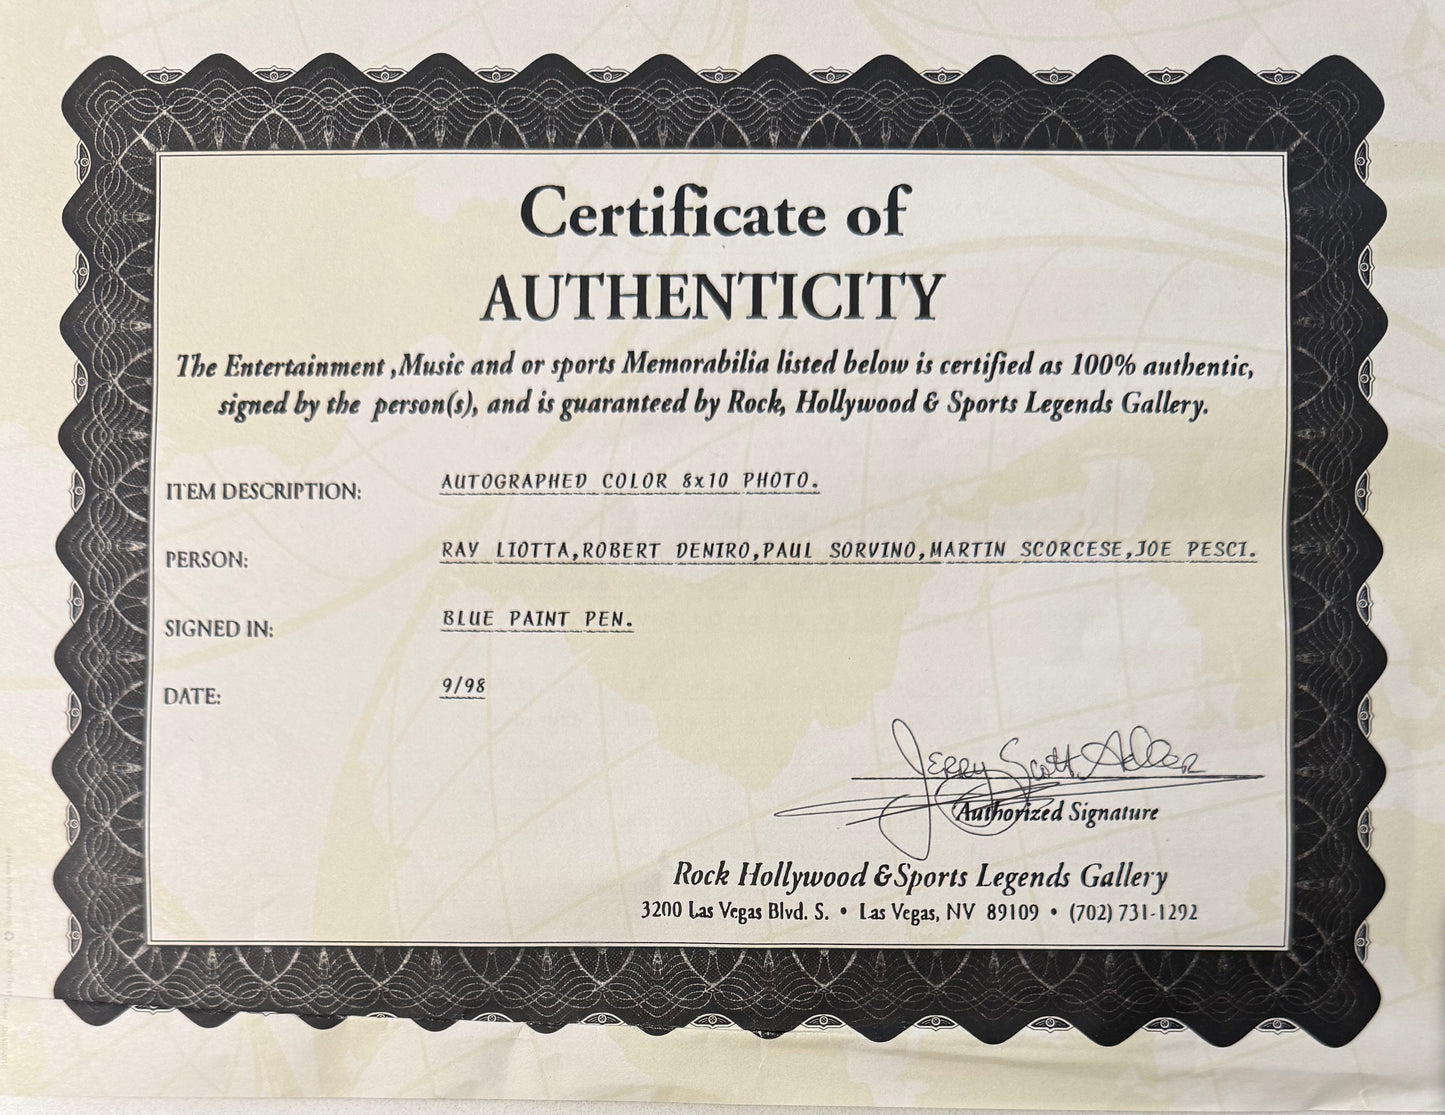 Certificate of
AUTHENTICITY
The Entertainment ,Music and or sports Memorabilia listed below is certified as 100% authentic,
signed by the person(s), and is guaranteed by Rock, Hollywood & Sports Legends Gallery.
ITEM DESCRIPTION: AUTOGRAPHED COLOR 8x10 PHOTO.
PERSON: RAY LIOTTA,ROBERT DENIRO,PAUL SORVINO,MARTIN SCORCESE,JOE PESCI.
SIGNED IN: BLUE PAINT PEN.
DATE: 9/98
Jerry Scott Adler
Authorized Signature
Rock Hollywood & Sports Legends Gallery
3200 Las Vegas Blvd. S. • Las Vegas, NV 89109 • (702) 731-1292